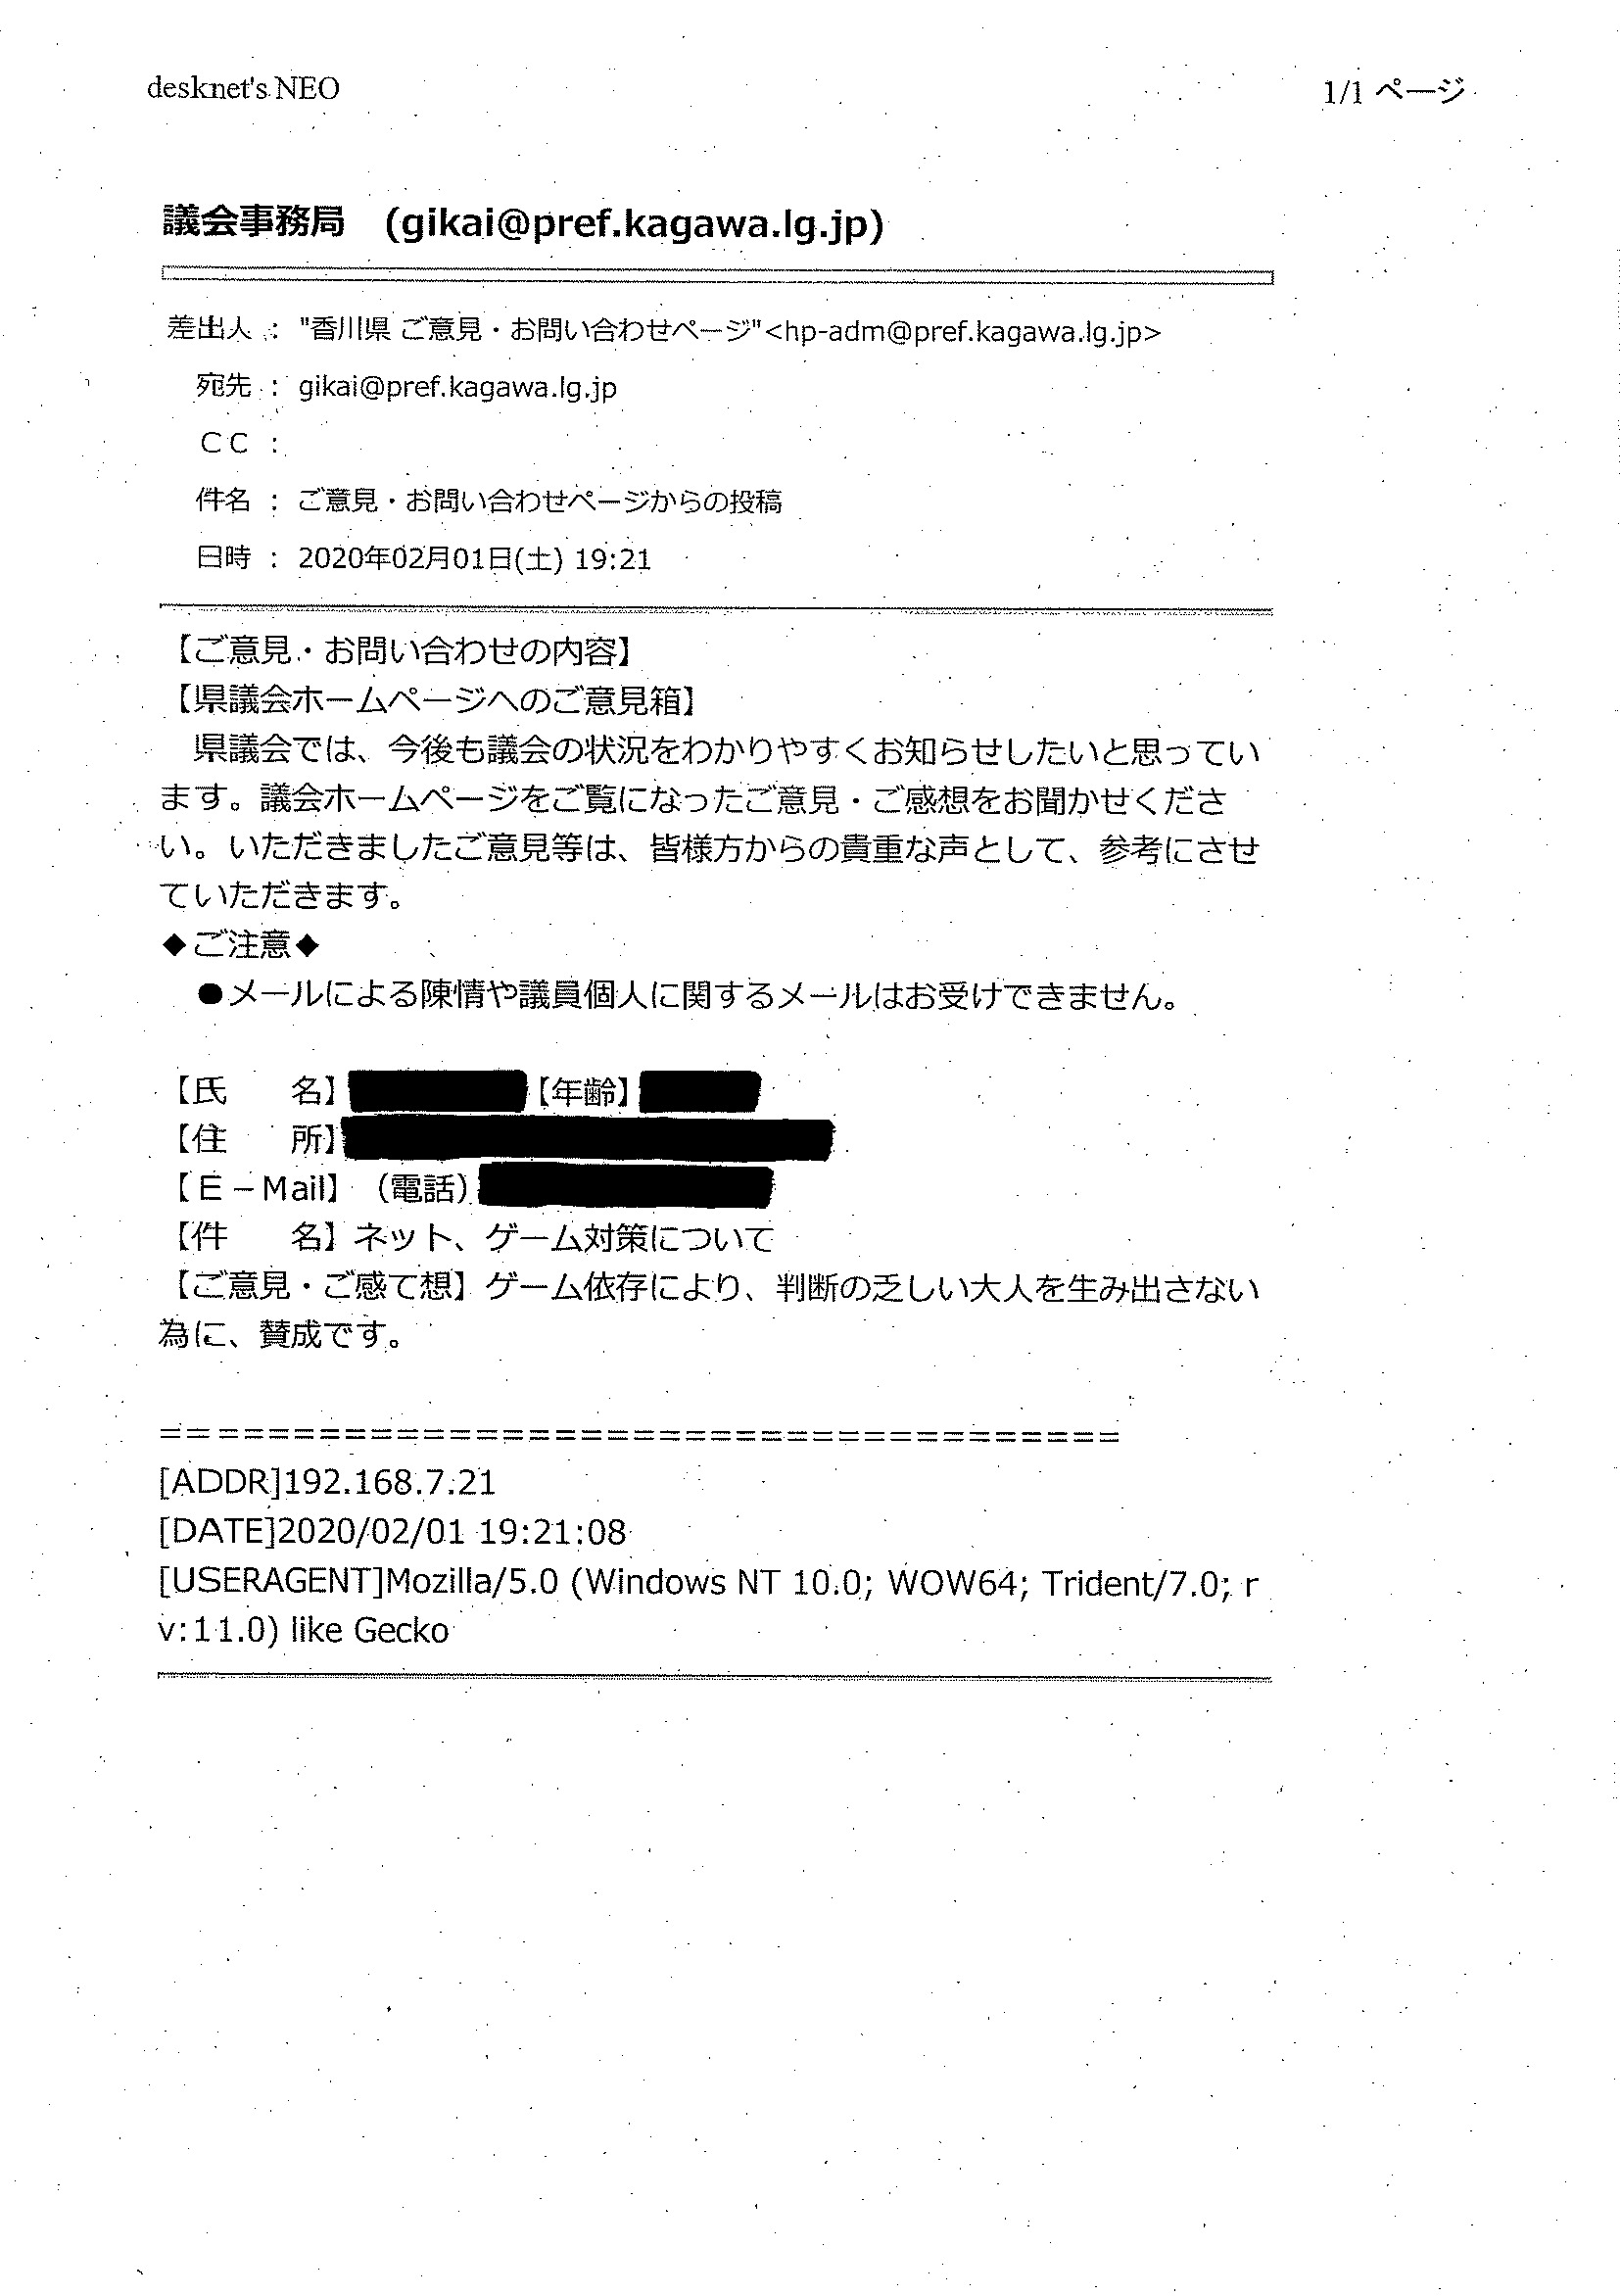 desknet's NEO
1/1 ページ
議会事務局 (gikai@pref.kagawa.lg.jp)
差出人 : "香川県 ご意見・お問い合わせページ"<hp-adm@pref.kagawa.lg.jp>
宛先 : gikai@pref.kagawa.lg.jp
CC :
件名 : ご意見・お問い合わせページからの投稿
日時 : 2020年02月01日(土) 19:21
【ご意見・お問い合わせの内容】
【県議会ホームページへのご意見箱】
県議会では、今後も議会の状況をわかりやすくお知らせしたいと思ってい
ます。議会ホームページをご覧になったご意見・ご感想をお聞かせくださ
い。いただきましたご意見等は、皆様方からの貴重な声として、参考にさせ
ていただきます。
◆ご注意◆
●メールによる陳情や議員個人に関するメールはお受けできません。
【氏　　名】【年齢】
【住　　所】
【E－Mail】（電話）
【件　　名】ネット、ゲーム対策について
【ご意見・ご感て想】ゲーム依存により、判断の乏しい大人を生み出さない
為に、賛成です。
=====================================
[ADDR]192.168.7.21
[DATE]2020/02/01 19:21:08
[USERAGENT]Mozilla/5.0 (Windows NT 10.0; WOW64; Trident/7.0; r
v:11.0) like Gecko